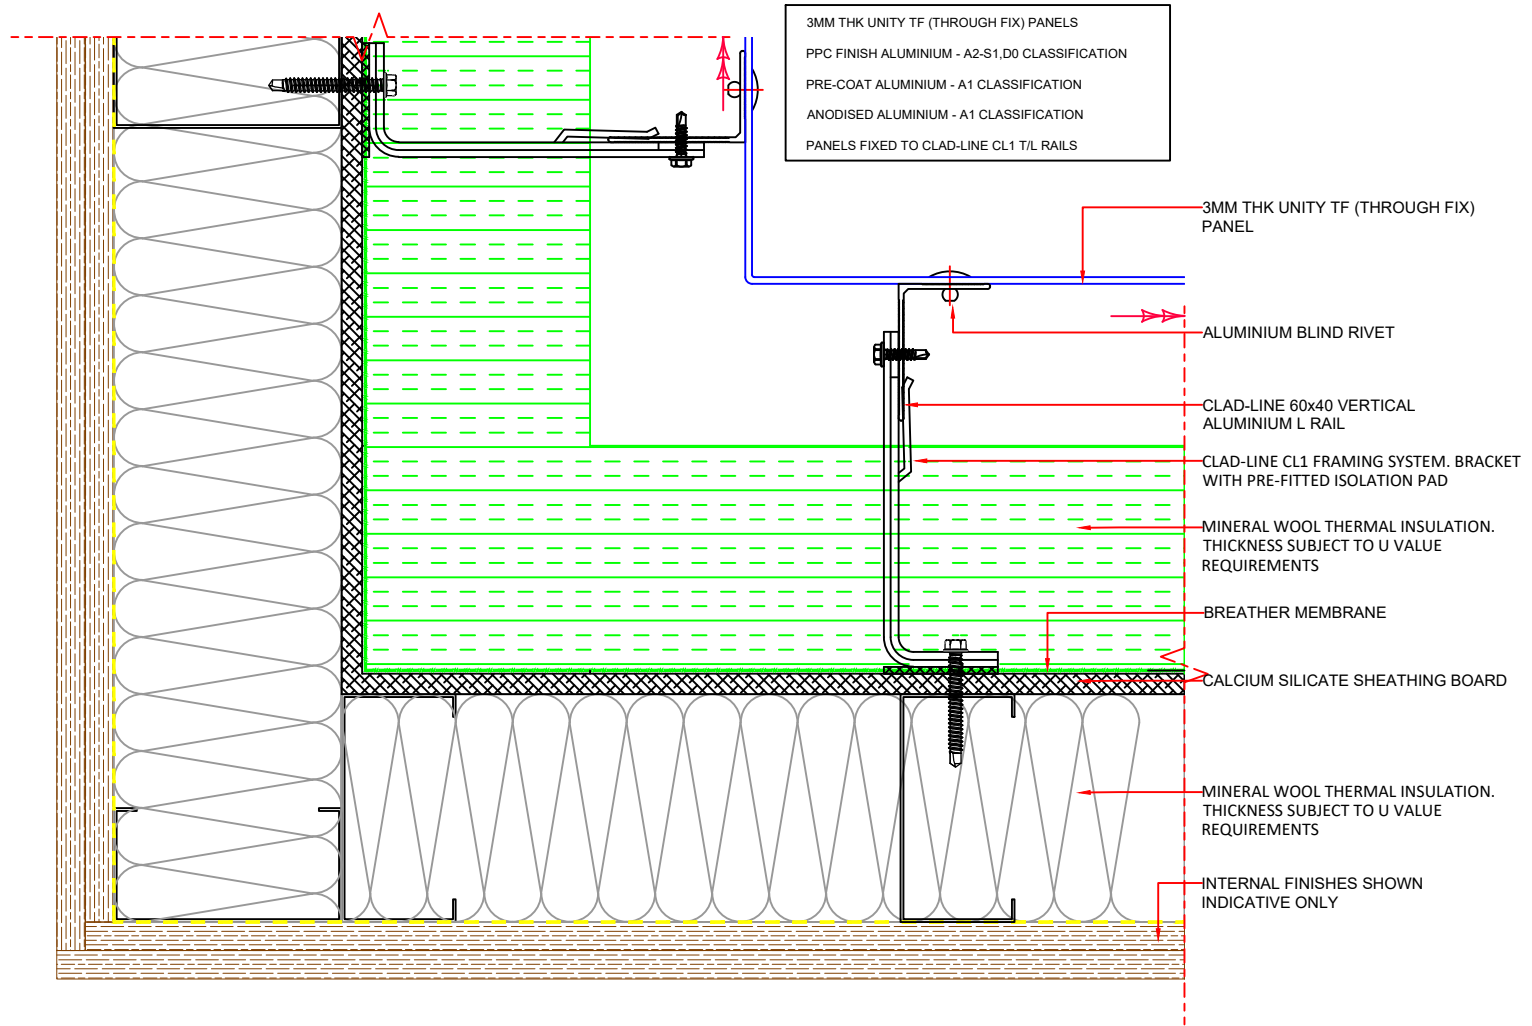 3MM THK UNITY TF (THROUGH FIX) PANELS
PPC FINISH ALUMINIUM - A2-S1,D0 CLASSIFICATION
PRE-COAT ALUMINIUM - A1 CLASSIFICATION
ANODISED ALUMINIUM - A1 CLASSIFICATION
PANELS FIXED TO CLAD-LINE CL1 T/L RAILS
3MM THK UNITY TF (THROUGH FIX)
PANEL
ALUMINIUM BLIND RIVET
CLAD-LINE 60x40 VERTICAL
ALUMINIUM L RAIL
CLAD-LINE CL1 FRAMING SYSTEM. BRACKET
WITH PRE-FITTED ISOLATION PAD
MINERAL WOOL THERMAL INSULATION.
THICKNESS SUBJECT TO U VALUE
REQUIREMENTS
BREATHER MEMBRANE
CALCIUM SILICATE SHEATHING BOARD
MINERAL WOOL THERMAL INSULATION.
THICKNESS SUBJECT TO U VALUE
REQUIREMENTS
INTERNAL FINISHES SHOWN
INDICATIVE ONLY